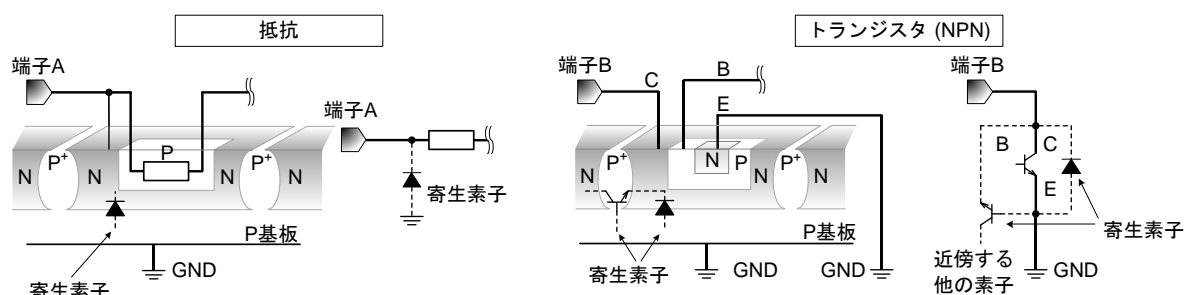 抵抗
端子A
N
P+
N
P
N
P+
N
P基板
GND
寄生素子
端子A
寄生素子
トランジスタ (NPN)
端子B
C
B
E
N
P+
N
N
P
N
P+
N
P基板
寄生素子
GND
GND
端子B
B
C
E
寄生素子
近傍する
他の素子
GND